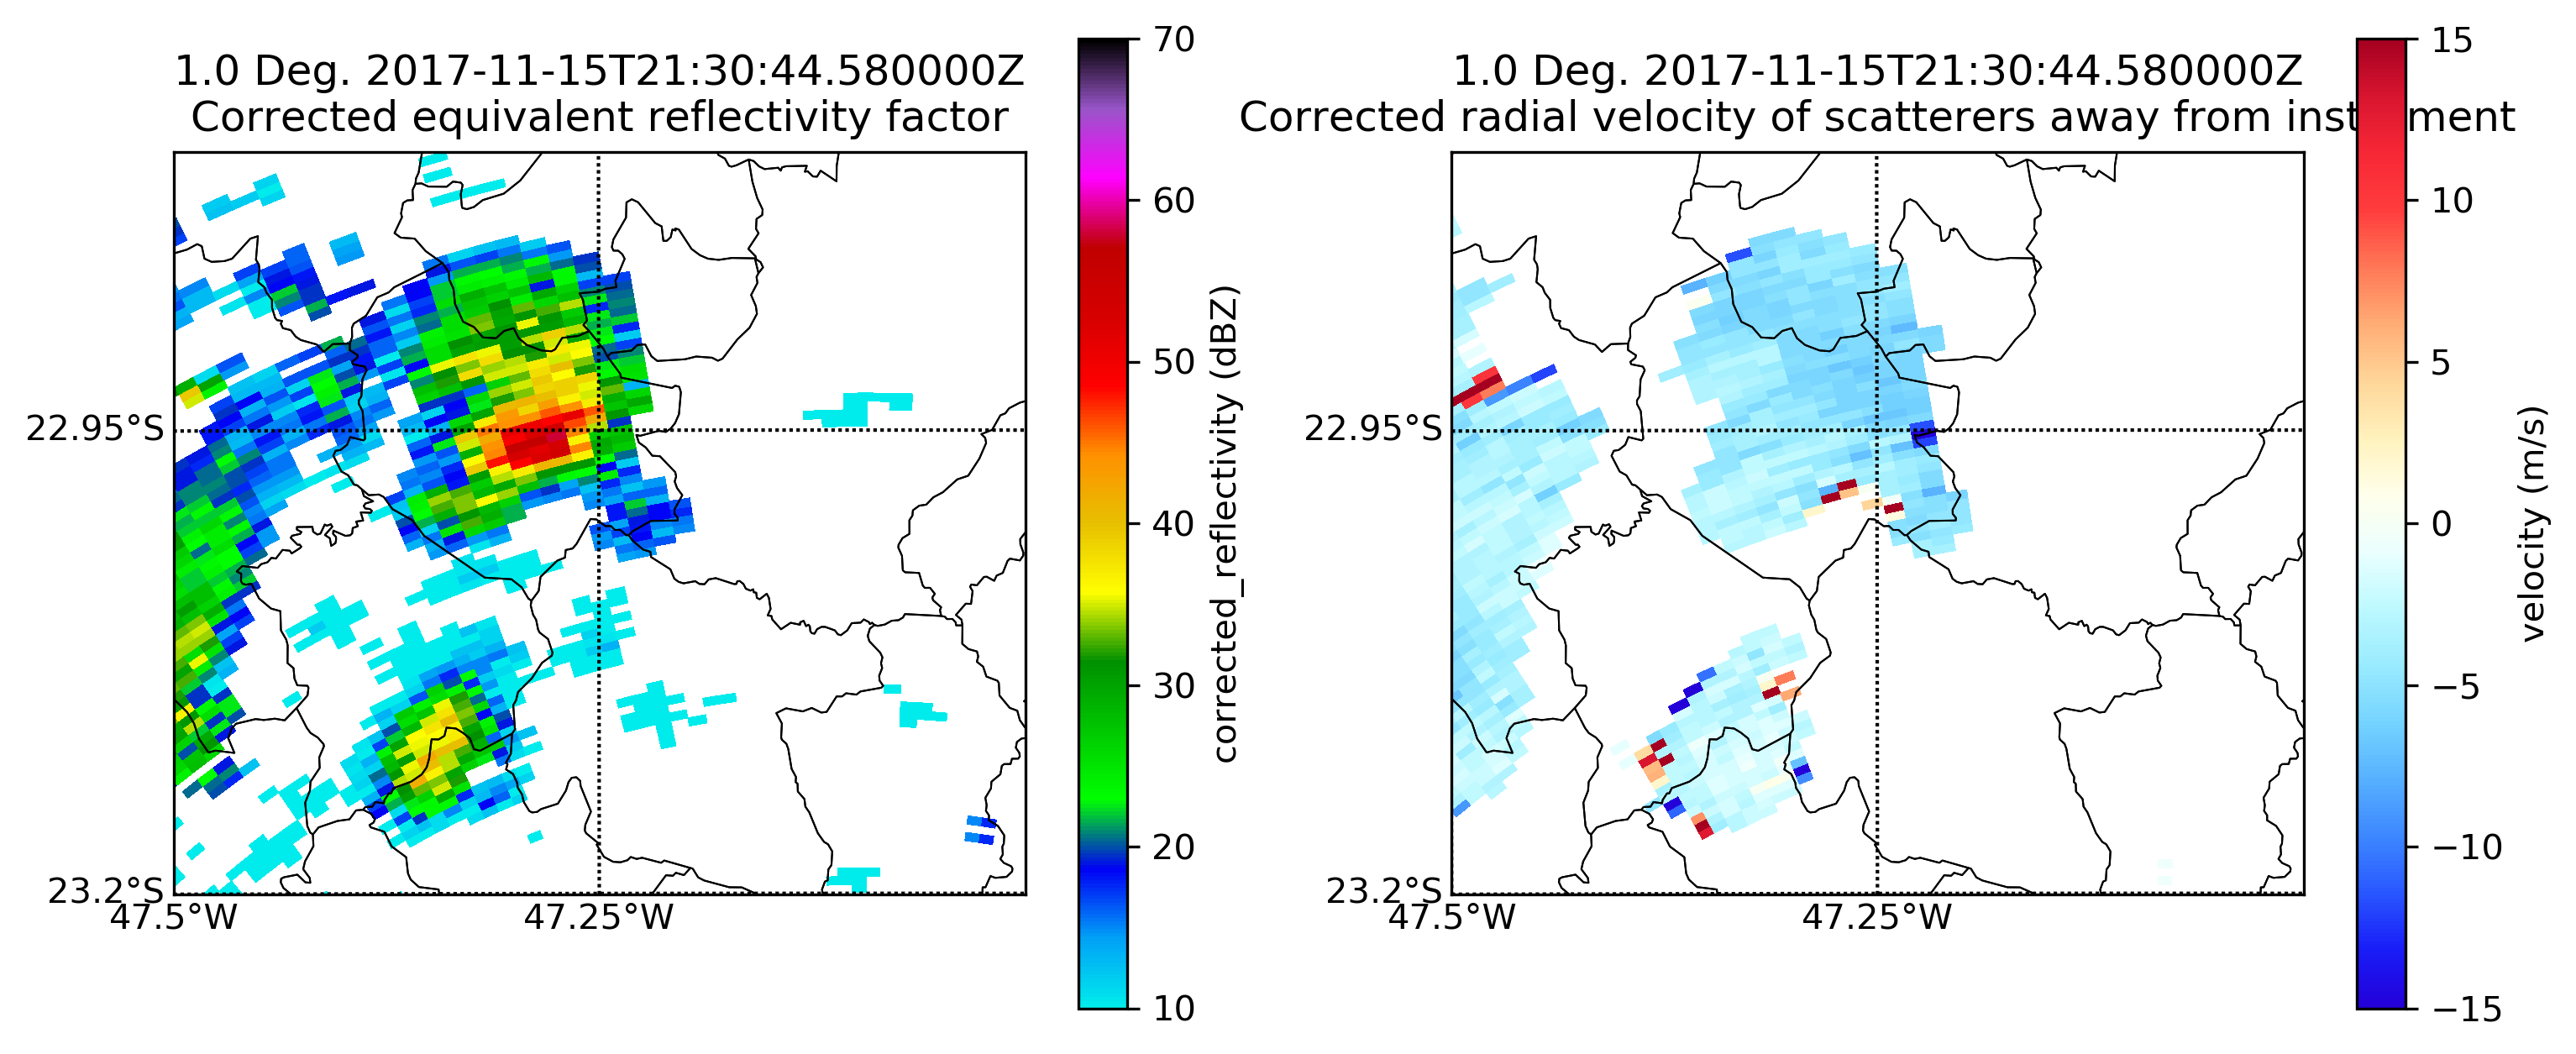 1.0 Deg. 2017-11-15T21:30:44.580000Z
Corrected equivalent reflectivity factor
22.95°S
23.2°S
47.5°W
47.25°W
70
60
50
40
30
20
10
corrected_reflectivity (dBZ)
1.0 Deg. 2017-11-15T21:30:44.580000Z
Corrected radial velocity of scatterers away from inst ment
22.95°S
23.2°S
47.5°W
47.25°W
15
10
5
0
−5
−10
−15
velocity (m/s)